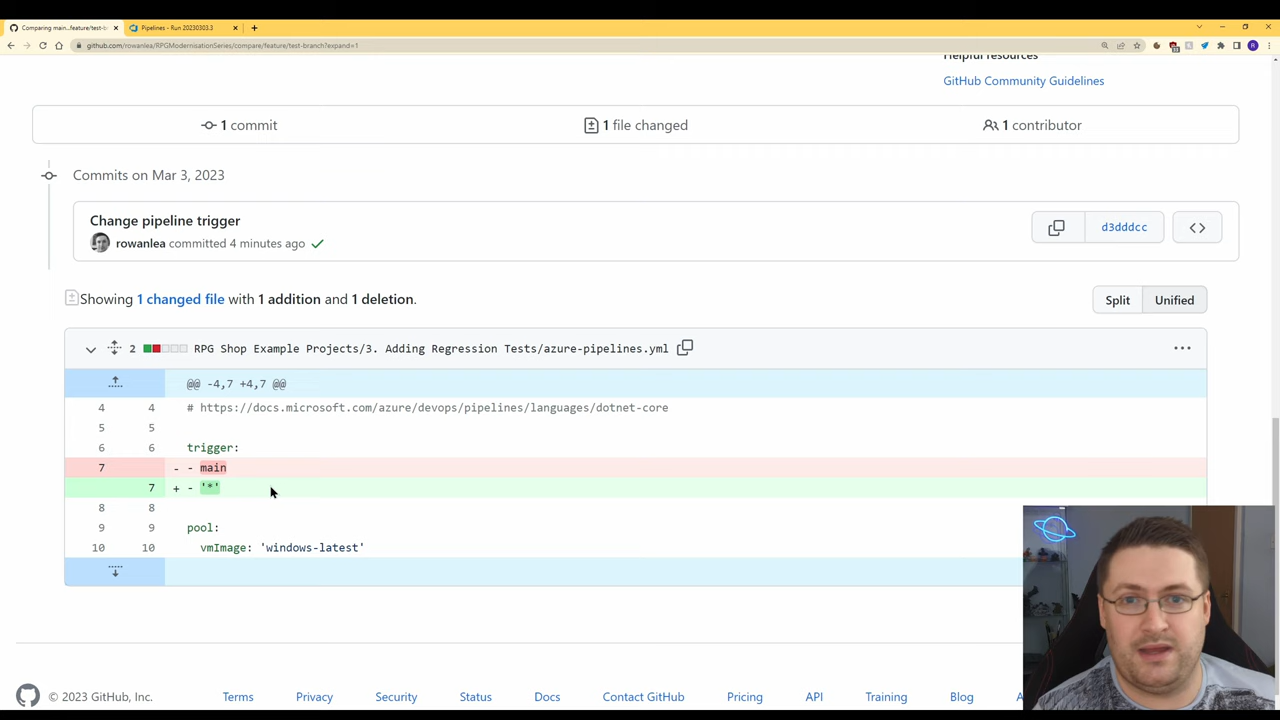 Comparing main...feature/test-b
Pipelines - Run 20230303.3
github.com/rowanlea/RPGModernisationSeries/compare/feature/test-branch?expand=1
Helpful resources
GitHub Community Guidelines
1 commit
1 file changed
1 contributor
Commits on Mar 3, 2023
Change pipeline trigger
rowanlea committed 4 minutes ago
d3dddcc
Showing 1 changed file with 1 addition and 1 deletion.
Split Unified
2 RPG Shop Example Projects/3. Adding Regression Tests/azure-pipelines.yml
@@ -4,7 +4,7 @@
4 4 # https://docs.microsoft.com/azure/devops/pipelines/languages/dotnet-core
5 5
6 6 trigger:
7 - - main
7 + - '*'
8 8
9 9 pool:
10 10 vmImage: 'windows-latest'
© 2023 GitHub, Inc. Terms Privacy Security Status Docs Contact GitHub Pricing API Training Blog A